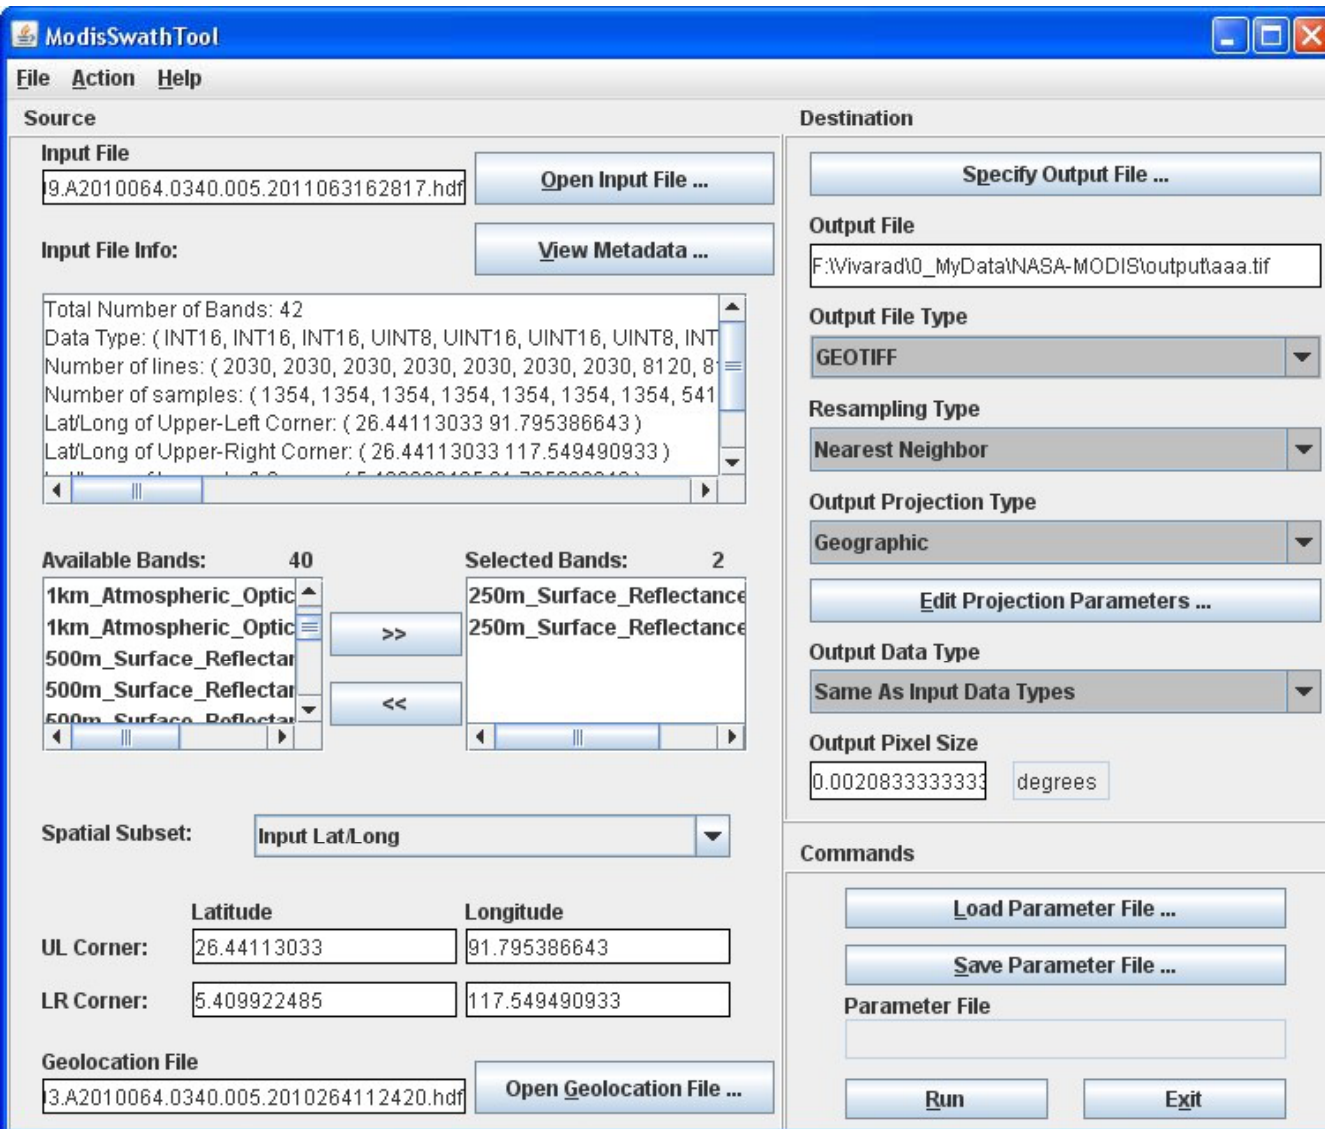 ModisSwathTool
File Action Help
Source
Input File
9.A2010064.0340.005.2011063162817.hdf
Open Input File ...
Input File Info:
View Metadata ...
Total Number of Bands: 42
Data Type: ( INT16, INT16, INT16, UINT8, UINT16, UINT16, UINT8, INT
Number of lines: ( 2030, 2030, 2030, 2030, 2030, 2030, 2030, 8120, 8
Number of samples: ( 1354, 1354, 1354, 1354, 1354, 1354, 1354, 541
Lat/Long of Upper-Left Corner: ( 26.44113033 91.795386643 )
Lat/Long of Upper-Right Corner: ( 26.44113033 117.549490933 )
Available Bands: 40
1km_Atmospheric_Optic
1km_Atmospheric_Optic
500m_Surface_Reflectar
500m_Surface_Reflectar
500m_Surface_Reflectar
>>
<<
Selected Bands: 2
250m_Surface_Reflectance
250m_Surface_Reflectance
Spatial Subset: Input Lat/Long
Latitude Longitude
UL Corner: 26.44113033 91.795386643
LR Corner: 5.409922485 117.549490933
Geolocation File
3.A2010064.0340.005.2010264112420.hdf
Open Geolocation File ...
Destination
Specify Output File ...
Output File
F:\Vivarad\0_MyData\NASA-MODIS\output\aaa.tif
Output File Type
GEOTIFF
Resampling Type
Nearest Neighbor
Output Projection Type
Geographic
Edit Projection Parameters ...
Output Data Type
Same As Input Data Types
Output Pixel Size
0.0020833333333 degrees
Commands
Load Parameter File ...
Save Parameter File ...
Parameter File
Run Exit